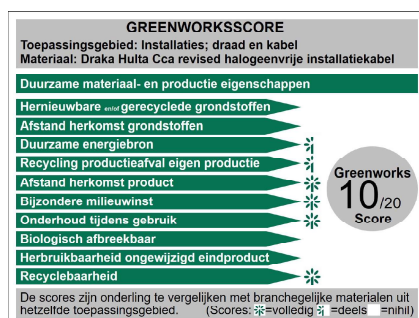 GREENWORKSSCORE
Toepassingsgebied: Installaties; draad en kabel
Materiaal: Draka Hulta Cca revised halogeenvrije installatiekabel
Duurzame materiaal- en productie eigenschappen
Hernieuwbare en/of gerecyclede grondstoffen
Afstand herkomst grondstoffen
Duurzame energiebron
Recycling productieafval eigen productie
Afstand herkomst product
Bijzondere milieuwinst
Onderhoud tijdens gebruik
Biologisch afbreekbaar
Herbruikbaarheid ongewijzigd eindproduct
Recyclebaarheid
Greenworks
10/20
Score
De scores zijn onderling te vergelijken met branchegelijke materialen uit
hetzelfde toepassingsgebied. (Scores: =volledig =deels =nihil)